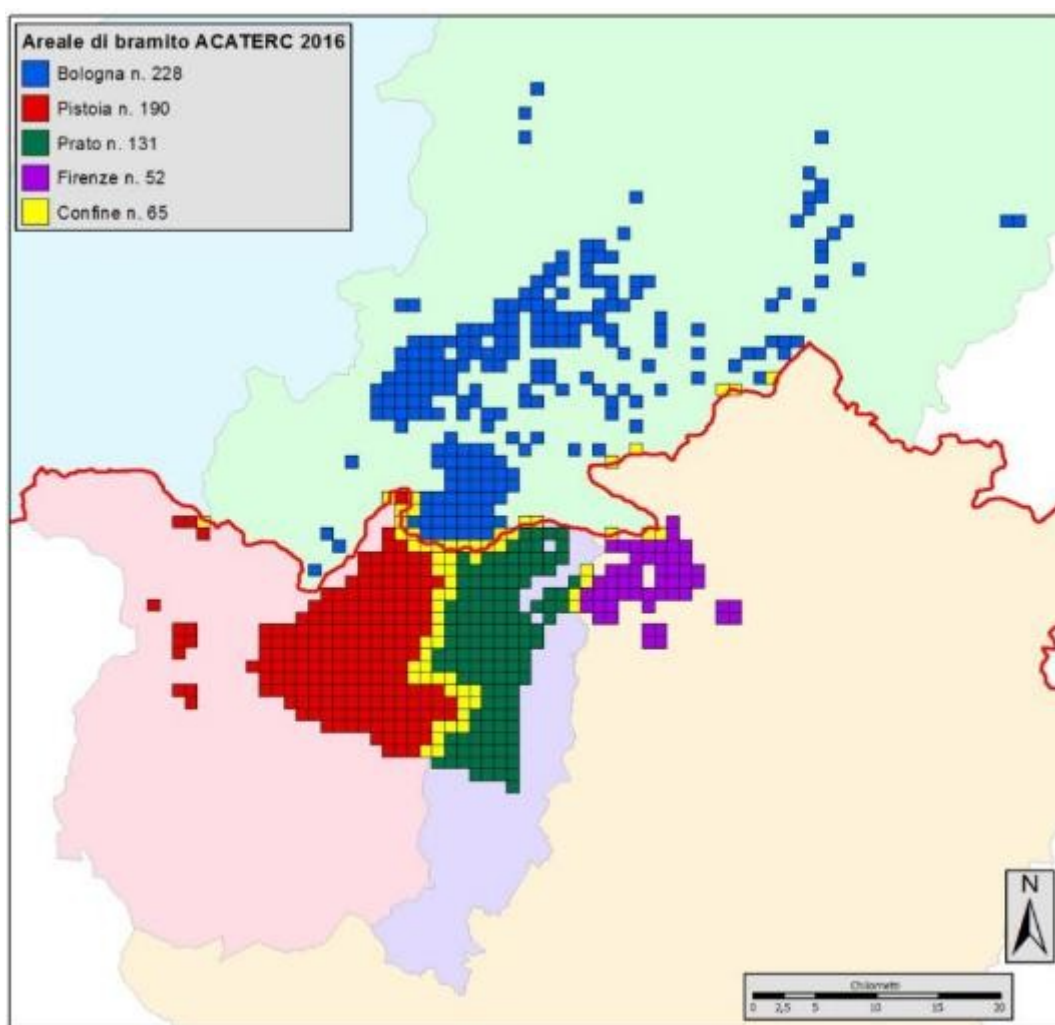 Areale di bramito ACATERC 2016
Bologna n. 228
Pistoia n. 190
Prato n. 131
Firenze n. 52
Confine n. 65
N
Chilometri
0 2,5 5 10 15 20